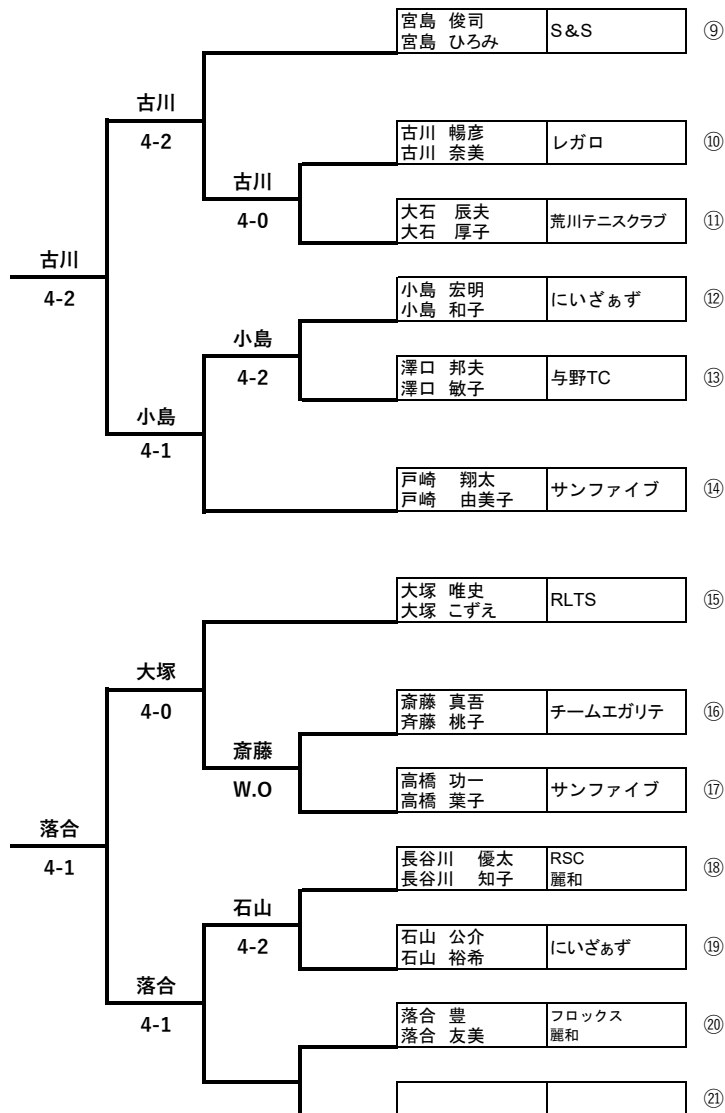 宮島 俊司
宮島 ひろみ
S&S
⑨
古川
4-2
古川 暢彦
古川 奈美
レガロ
⑩
古川
4-0
大石 辰夫
大石 厚子
荒川テニスクラブ
⑪
古川
4-2
小島 宏明
小島 和子
にいざぁず
⑫
小島
4-2
澤口 邦夫
澤口 敏子
与野TC
⑬
小島
4-1
戸崎 翔太
戸崎 由美子
サンファイブ
⑭
大塚 唯史
大塚 こずえ
RLTS
⑮
大塚
4-0
斎藤 真吾
斉藤 桃子
チームエガリテ
⑯
斎藤
W.O
高橋 功一
高橋 葉子
サンファイブ
⑰
落合
4-1
長谷川 優太
長谷川 知子
RSC
麗和
⑱
石山
4-2
石山 公介
石山 裕希
にいざぁず
⑲
落合
4-1
落合 豊
落合 友美
フロックス
麗和
⑳
㉑